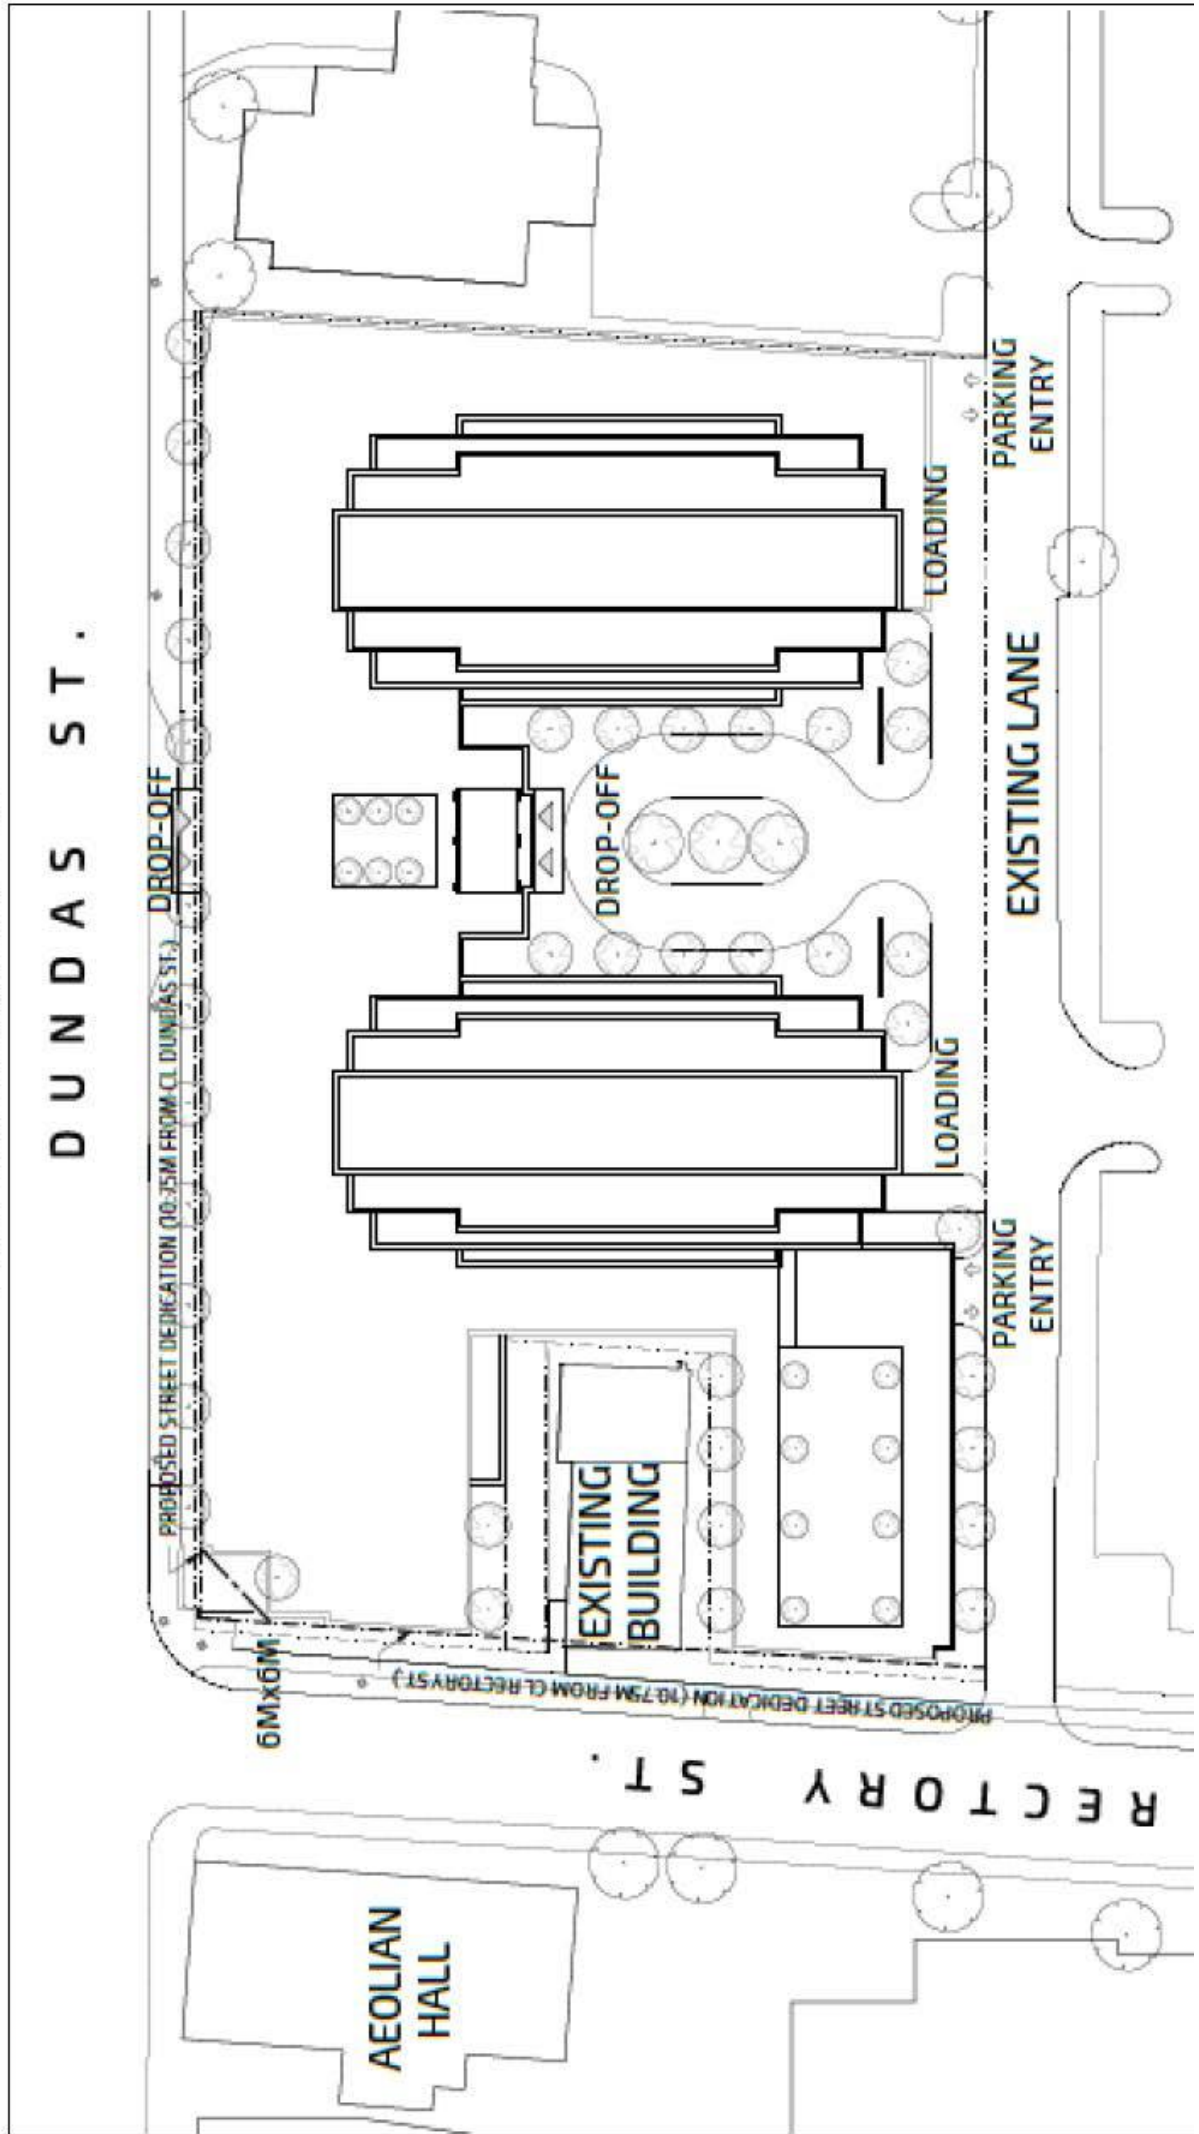 DUNDAS ST.
DROP-OFF
PROPOSED STREET DEDICATION (10.75M FROM CL DUNDAS ST.)
6Mx6M
AEOLIAN
HALL
DROP-OFF
EXISTING
BUILDING
PROPOSED STREET DEDICATION (10.75M FROM CL RECTORY ST.)
RECTORY ST.
LOADING
LOADING
PARKING
ENTRY
PARKING
ENTRY
EXISTING LANE